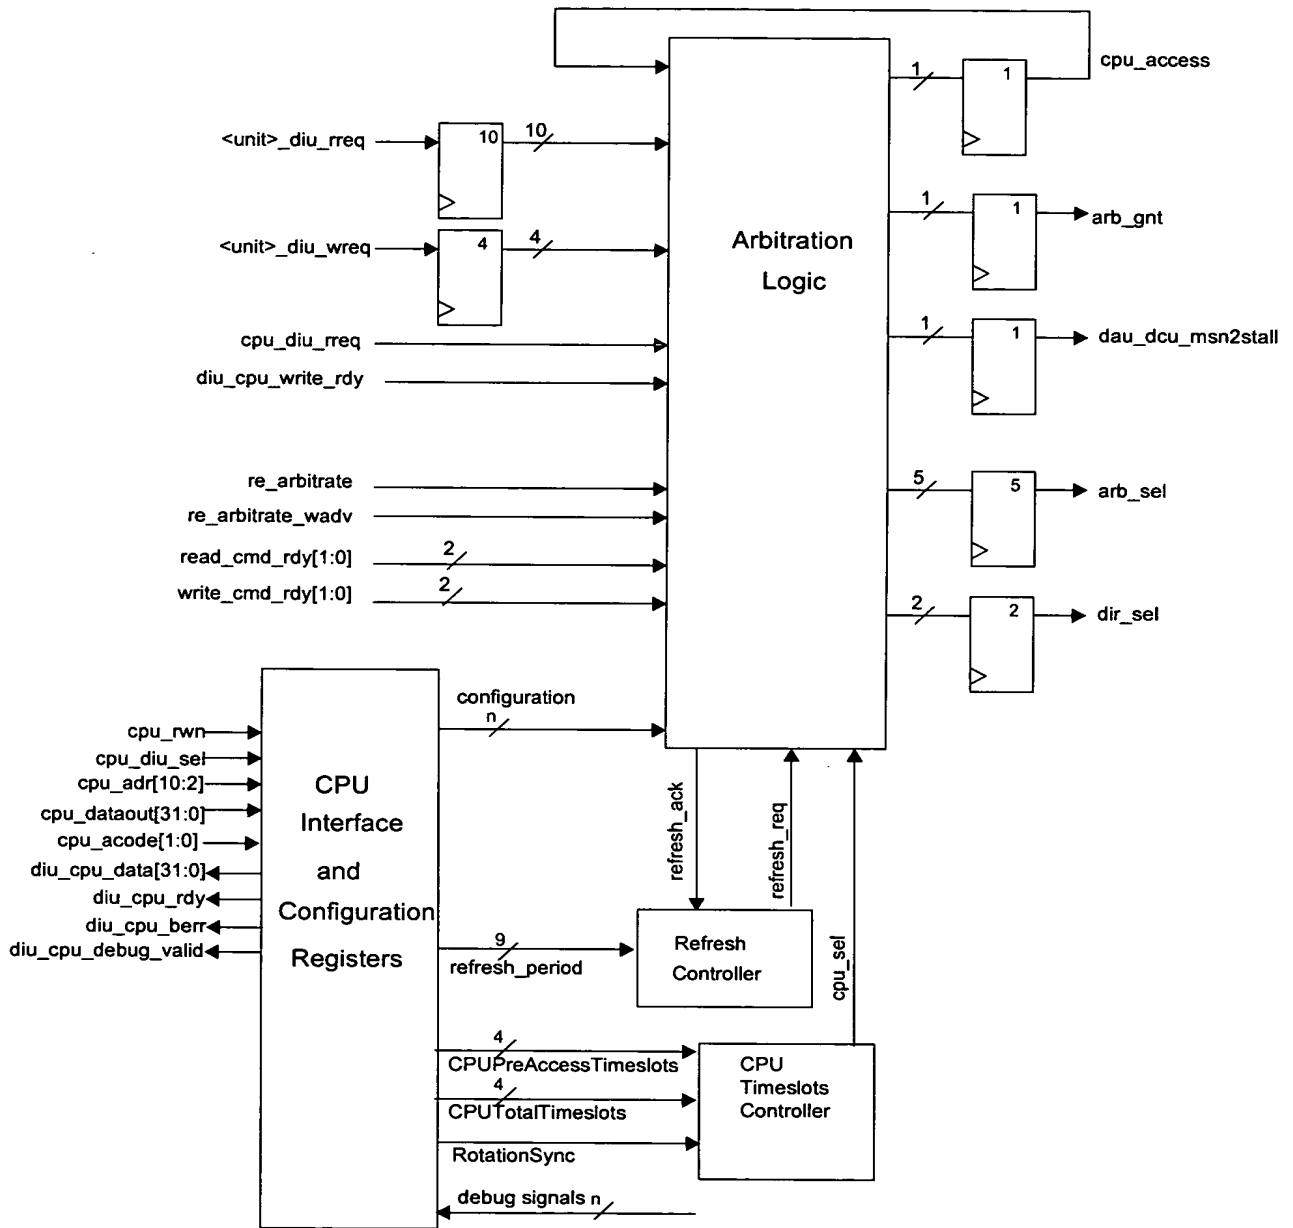 cpu_access
1
1
<unit>_diu_rreq
10
10
1
1
arb_gnt
<unit>_diu_wreq
4
4
Arbitration
Logic
1
1
dau_dcu_msn2stall
cpu_diu_rreq
diu_cpu_write_rdy
re_arbitrate
re_arbitrate_wadv
5
5
arb_sel
read_cmd_rdy[1:0]
2
write_cmd_rdy[1:0]
2
2
2
dir_sel
configuration
n
cpu_rwn
cpu_diu_sel
cpu_adr[10:2]
cpu_dataout[31:0]
cpu_acode[1:0]
diu_cpu_data[31:0]
diu_cpu_rdy
diu_cpu_berr
diu_cpu_debug_valid
CPU
Interface
and
Configuration
Registers
refresh_ack
refresh_req
cpu_sel
9
refresh_period
Refresh
Controller
4
CPUPreAccessTimeslots
4
CPUTotalTimeslots
RotationSync
CPU
Timeslots
Controller
debug signals n